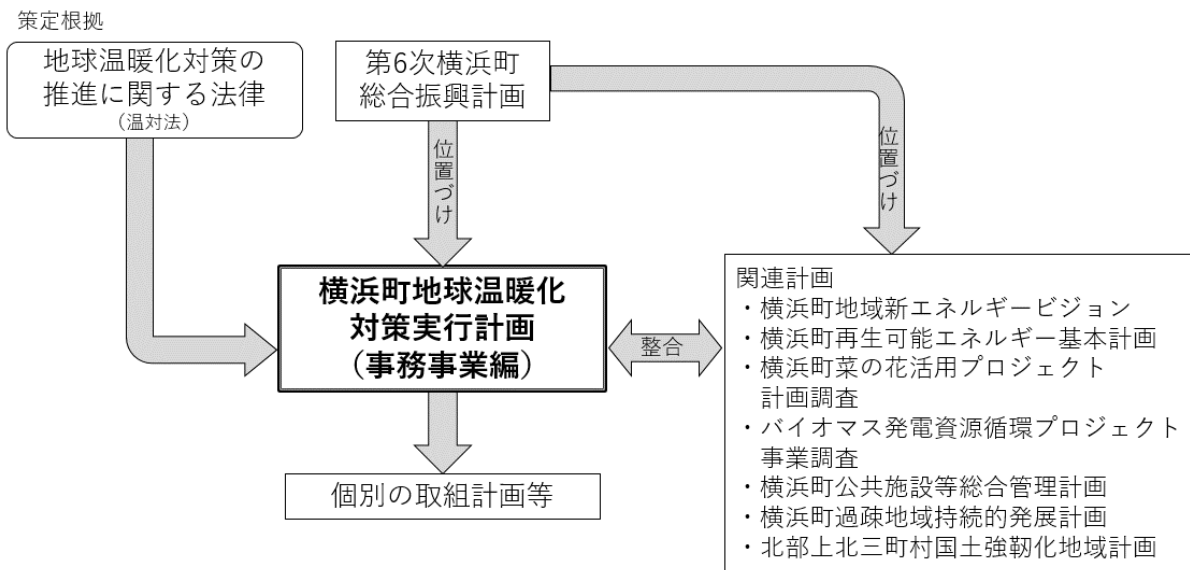 策定根拠
地球温暖化対策の
推進に関する法律
（温対法）
第6次横浜町
総合振興計画
位置づけ
位置づけ
横浜町地球温暖化
対策実行計画
（事務事業編）
整合
関連計画
・横浜町地域新エネルギービジョン
・横浜町再生可能エネルギー基本計画
・横浜町菜の花活用プロジェクト
計画調査
・バイオマス発電資源循環プロジェクト
事業調査
・横浜町公共施設等総合管理計画
・横浜町過疎地域持続的発展計画
・北部上北三町村国土強靭化地域計画
個別の取組計画等